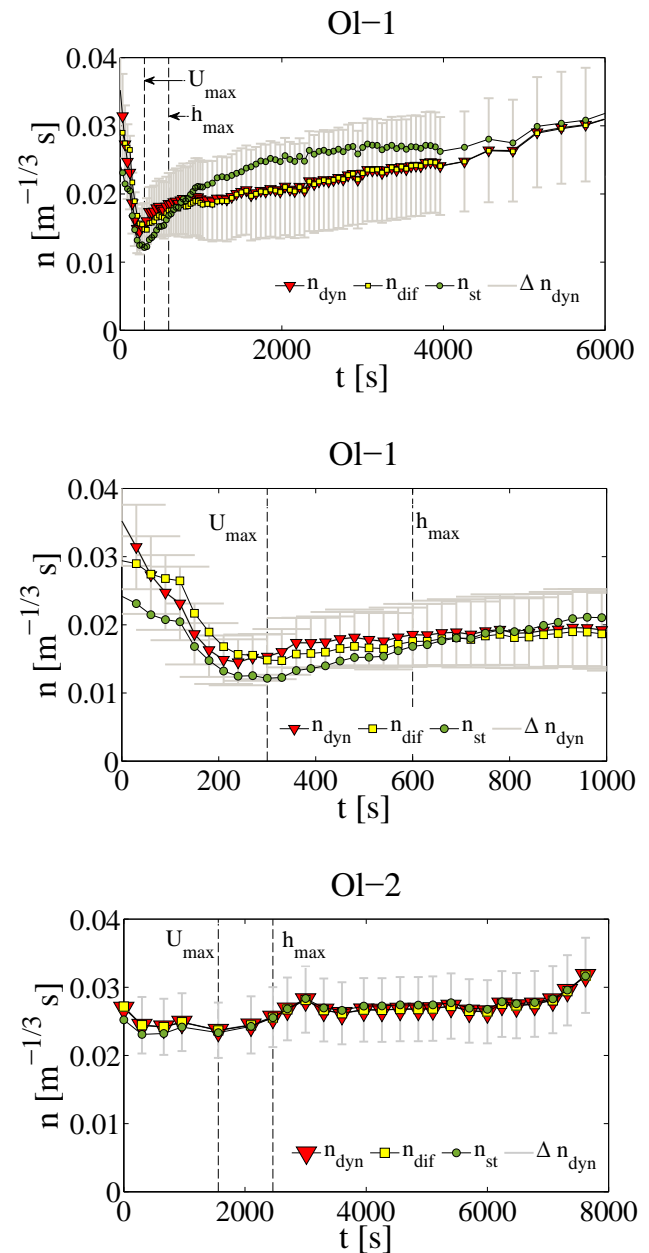 Ol−1
n [m^{−1/3} s]
0.04
0.03
0.02
0.01
0
U_max
h_max
n_dyn n_dif n_st Δ n_dyn
0 2000 4000 6000
t [s]
Ol−1
n [m^{−1/3} s]
0.04
0.03
0.02
0.01
0
U_max h_max
n_dyn n_dif n_st Δ n_dyn
0 200 400 600 800 1000
t [s]
Ol−2
n [m^{−1/3} s]
0.04
0.03
0.02
0.01
0
U_max h_max
n_dyn n_dif n_st Δ n_dyn
0 2000 4000 6000 8000
t [s]